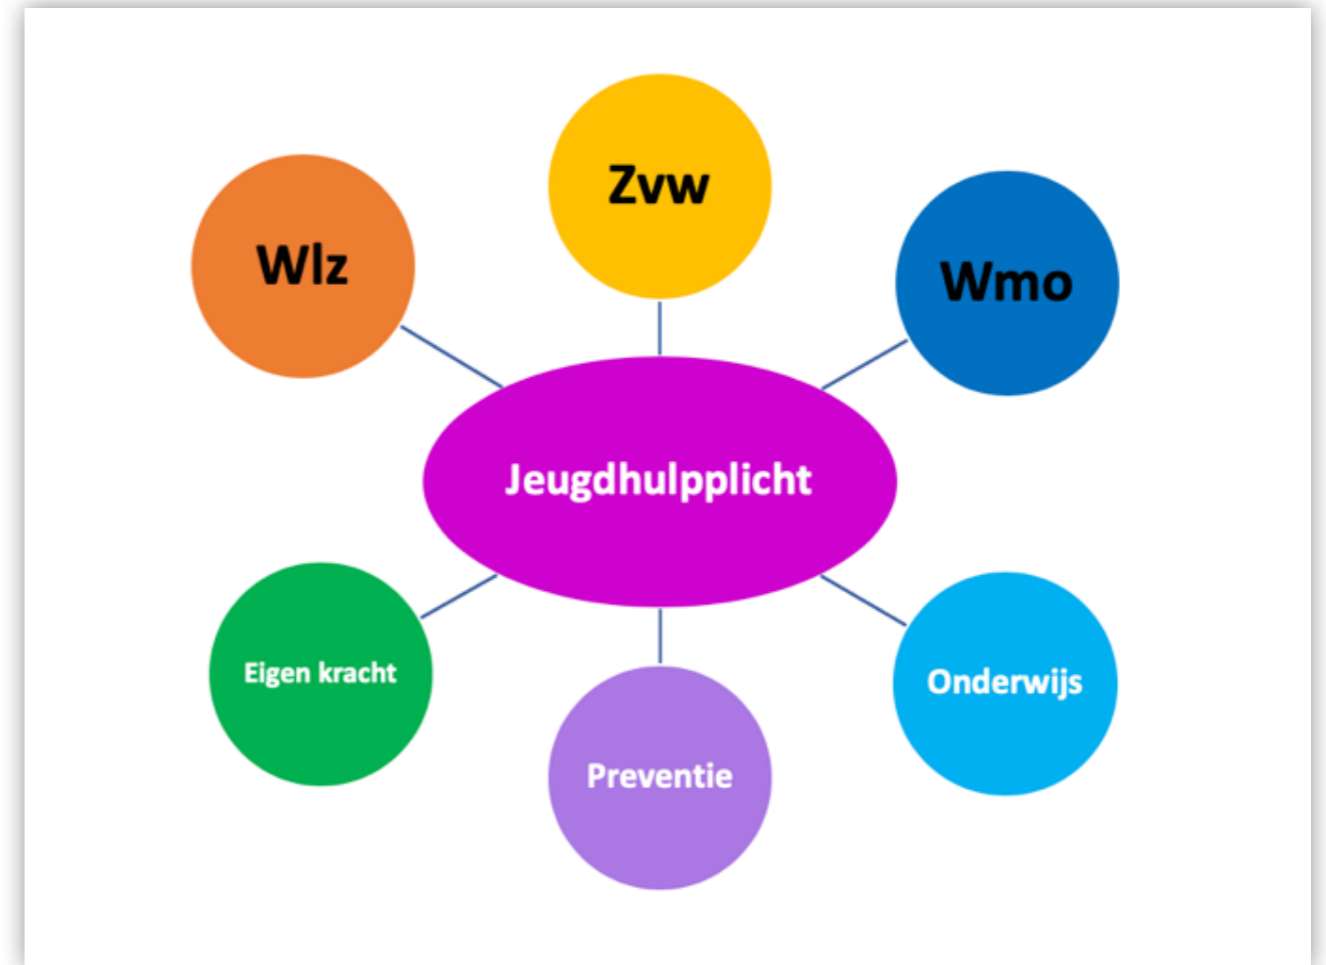 Zvw
Wlz
Wmo
Jeugdhulpplicht
Eigen kracht
Onderwijs
Preventie